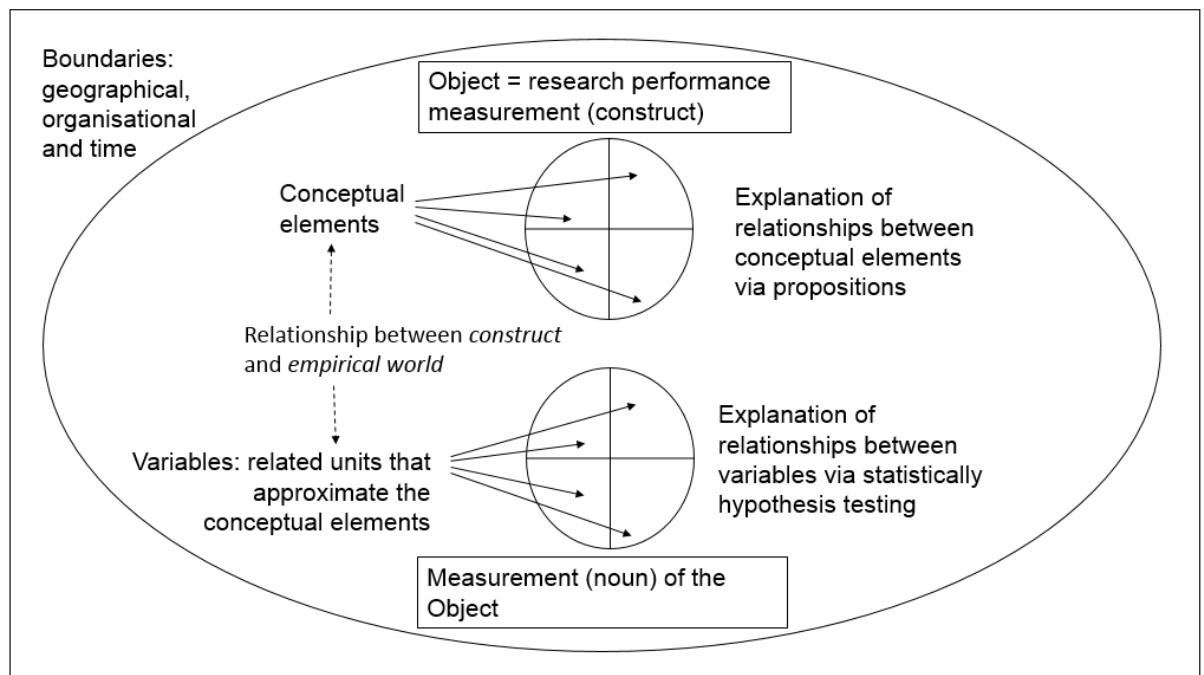 Boundaries:
geographical,
organisational
and time
Object = research performance
measurement (construct)
Conceptual
elements
Explanation of
relationships between
conceptual elements
via propositions
Relationship between construct
and empirical world
Variables: related units that
approximate the
conceptual elements
Explanation of
relationships between
variables via statistically
hypothesis testing
Measurement (noun) of the
Object